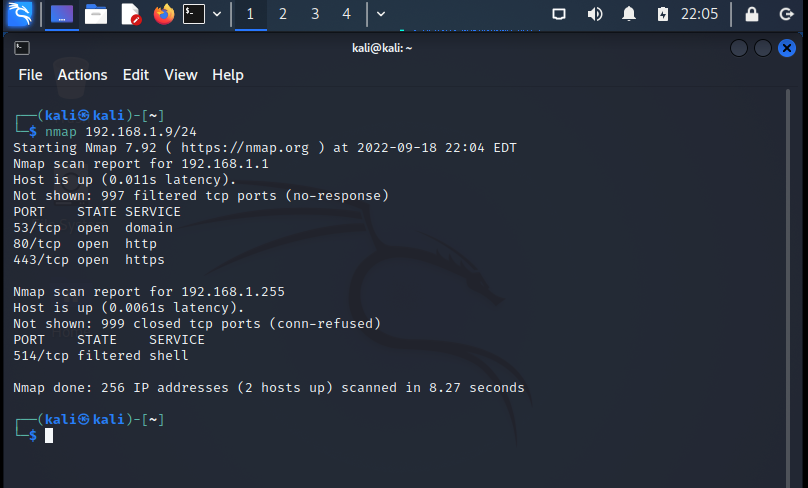 1 2 3 4 22:05
kali@kali: ~
File Actions Edit View Help
┌──(kali㉿kali)-[~]
└─$ nmap 192.168.1.9/24
Starting Nmap 7.92 ( https://nmap.org ) at 2022-09-18 22:04 EDT
Nmap scan report for 192.168.1.1
Host is up (0.011s latency).
Not shown: 997 filtered tcp ports (no-response)
PORT    STATE SERVICE
53/tcp  open  domain
80/tcp  open  http
443/tcp open  https
Nmap scan report for 192.168.1.255
Host is up (0.0061s latency).
Not shown: 999 closed tcp ports (conn-refused)
PORT    STATE    SERVICE
514/tcp filtered shell
Nmap done: 256 IP addresses (2 hosts up) scanned in 8.27 seconds
┌──(kali㉿kali)-[~]
└─$